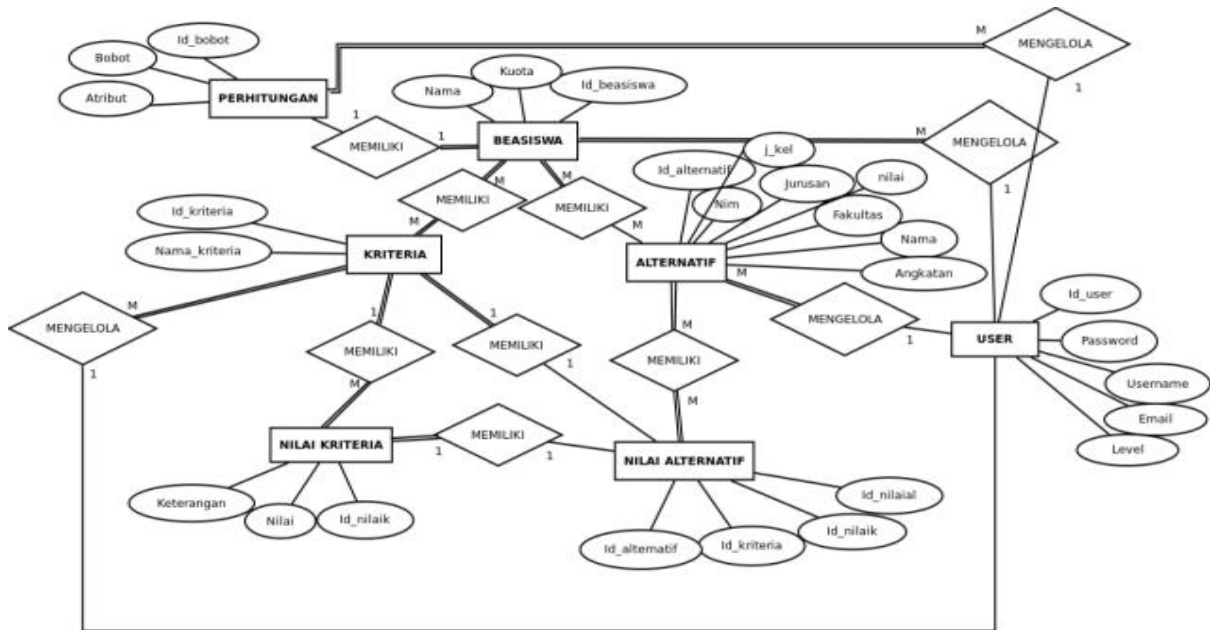 M
MENGELOLA
1
Id_bobot
Bobot
Atribut
PERHITUNGAN
Kuota
Nama
Id_beasiswa
1
MEMILIKI
1
BEASISWA
M
MENGELOLA
1
j_kel
Id_alternatif
Jurusan
nilai
Nim
Fakultas
Nama
Angkatan
MEMILIKI
M
M
MEMILIKI
M
M
Id_kriteria
Nama_kriteria
KRITERIA
ALTERNATIF
M
MENGELOLA
1
M
MENGELOLA
1
USER
Id_user
Password
Username
Email
Level
1
MEMILIKI
M
1
MEMILIKI
1
M
MEMILIKI
M
NILAI KRITERIA
1
MEMILIKI
1
NILAI ALTERNATIF
Keterangan
Nilai
Id_nilaik
Id_nilaial
Id_nilaik
Id_kriteria
Id_alternatif